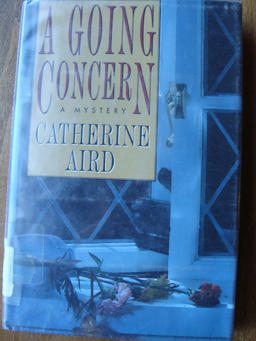 A GOING
CONCERN
A MYSTERY
CATHERINE
AIRD